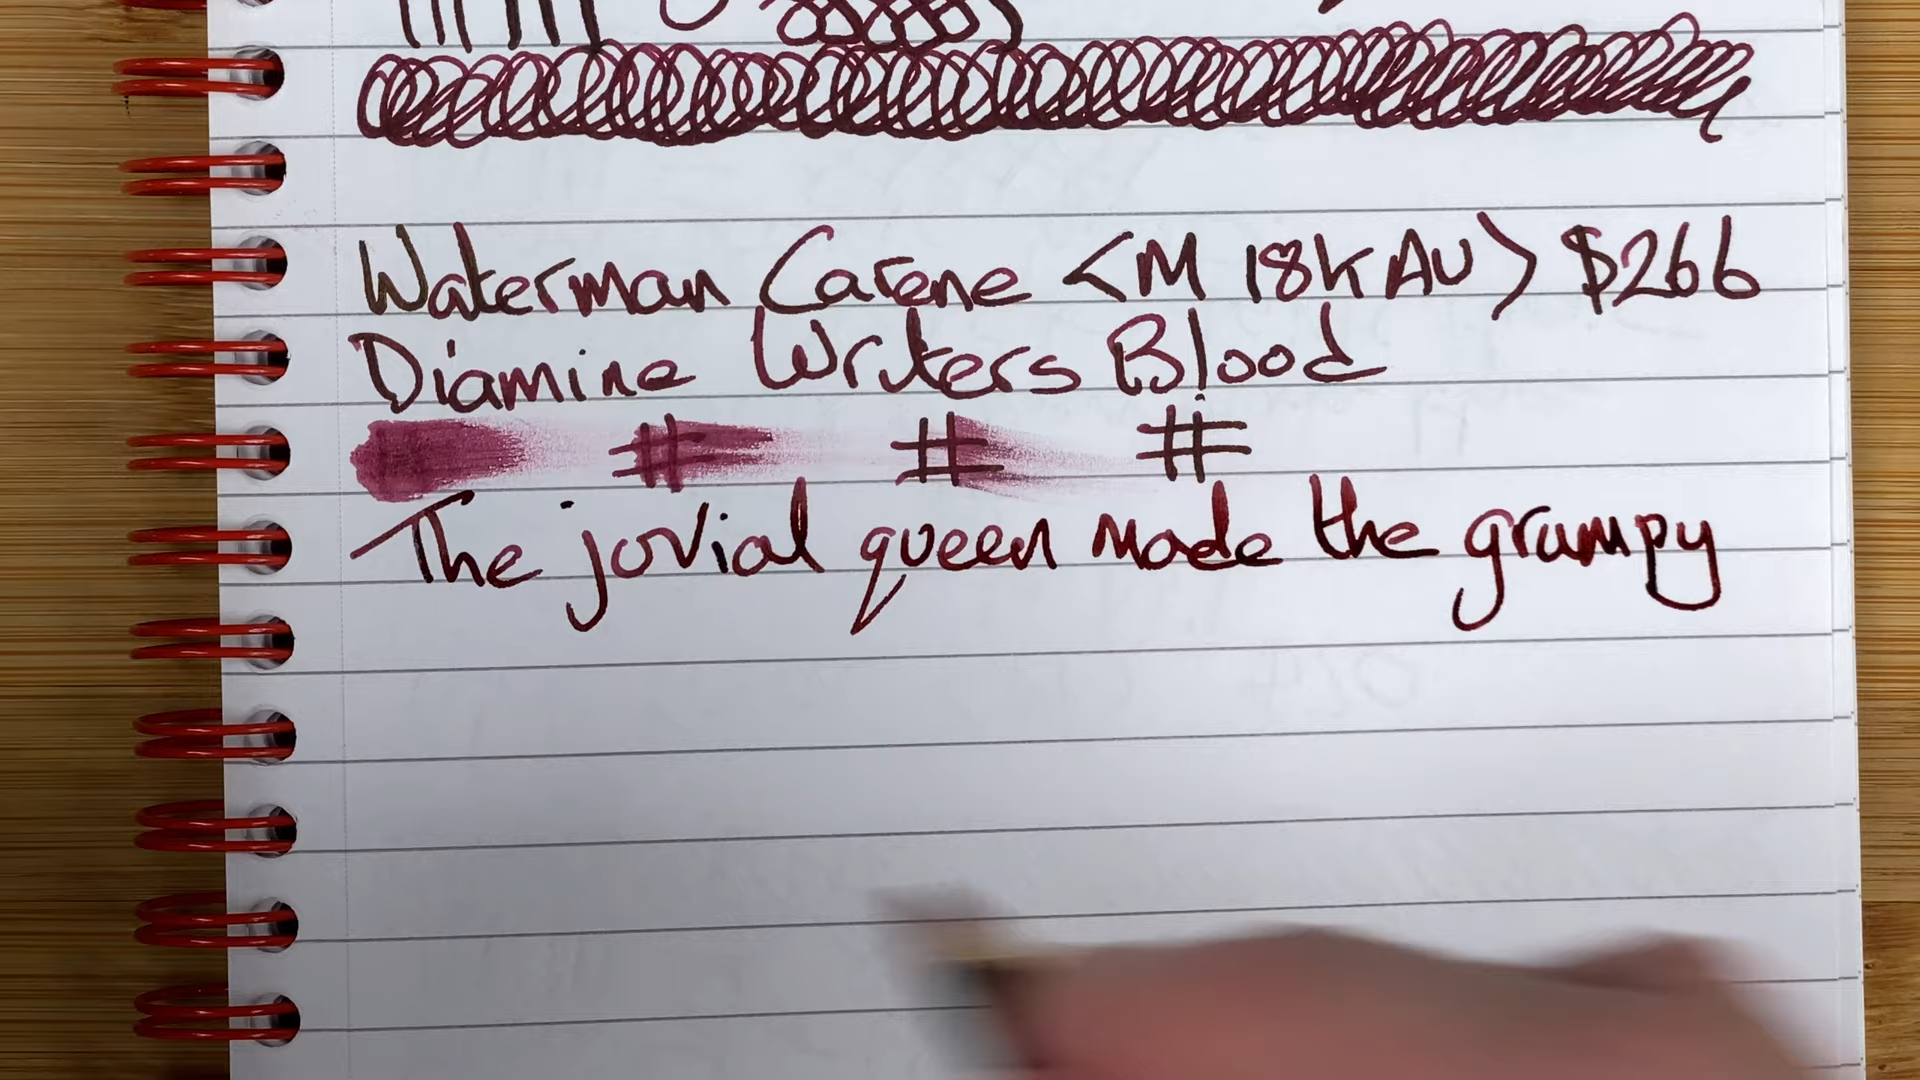 Waterman Carene <M 18K AU> $266
Diamine Writers Blood
# # #
The jovial queen made the grumpy